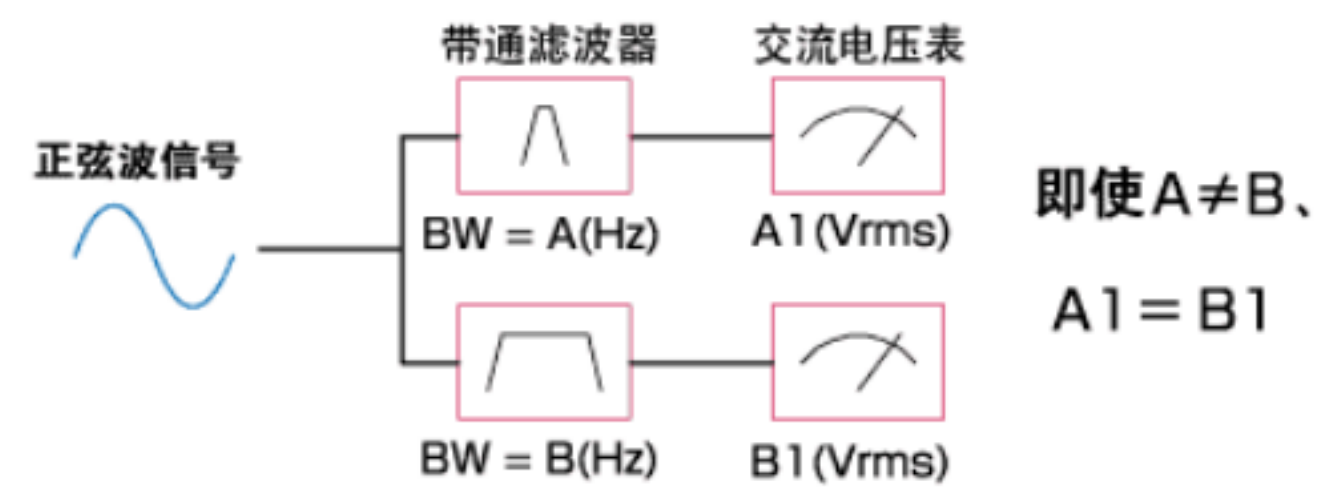 带通滤波器
交流电压表
正弦波信号
BW = A(Hz)
A1(Vrms)
即使A≠B、
A1=B1
BW = B(Hz)
B1(Vrms)